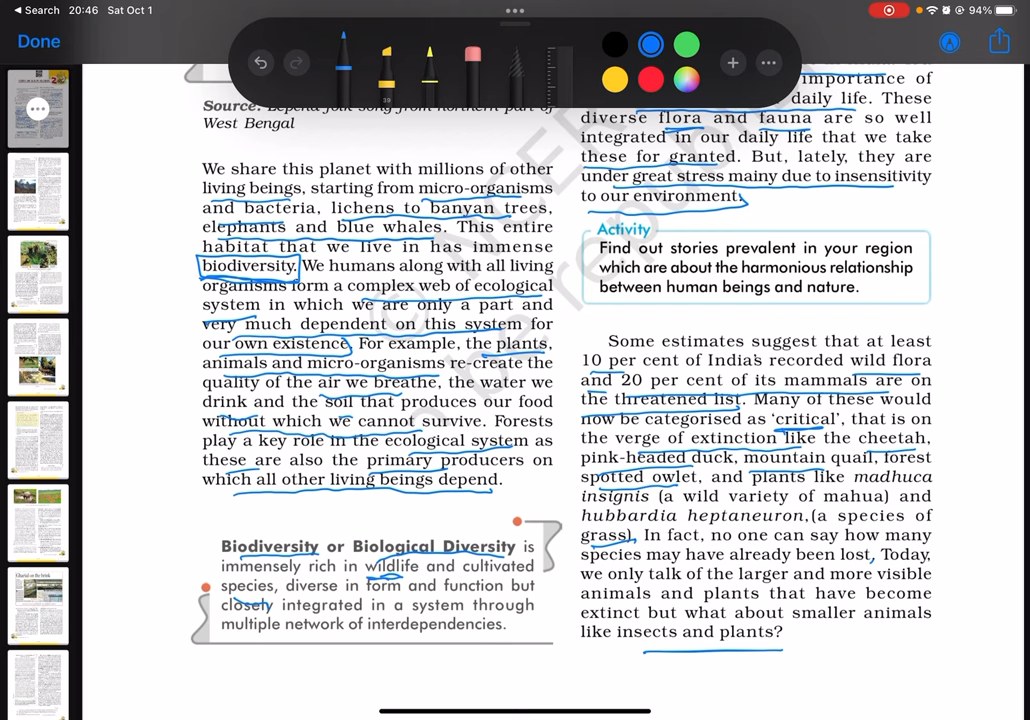 ◀ Search 20:46 Sat Oct 1
94%
Done
39
West Bengal
We share this planet with millions of other
living beings, starting from micro-organisms
and bacteria, lichens to banyan trees,
elephants and blue whales. This entire
habitat that we live in has immense
biodiversity. We humans along with all living
organisms form a complex web of ecological
system in which we are only a part and
very much dependent on this system for
our own existence. For example, the plants,
animals and micro-organisms re-create the
quality of the air we breathe, the water we
drink and the soil that produces our food
without which we cannot survive. Forests
play a key role in the ecological system as
these are also the primary producers on
which all other living beings depend.
Biodiversity or Biological Diversity is
immensely rich in wildlife and cultivated
species, diverse in form and function but
closely integrated in a system through
multiple network of interdependencies.
importance of
daily life. These
diverse flora and fauna are so well
integrated in our daily life that we take
these for granted. But, lately, they are
under great stress mainy due to insensitivity
to our environment.
Activity
Find out stories prevalent in your region
which are about the harmonious relationship
between human beings and nature.
Some estimates suggest that at least
10 per cent of India's recorded wild flora
and 20 per cent of its mammals are on
the threatened list. Many of these would
now be categorised as 'critical', that is on
the verge of extinction like the cheetah,
pink-headed duck, mountain quail, forest
spotted owlet, and plants like madhuca
insignis (a wild variety of mahua) and
hubbardia heptaneuron,(a species of
grass). In fact, no one can say how many
species may have already been lost, Today,
we only talk of the larger and more visible
animals and plants that have become
extinct but what about smaller animals
like insects and plants?